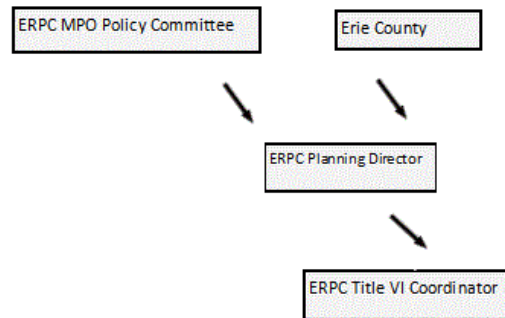 ERPC MPO Policy Committee
Erie County
ERPC Planning Director
ERPC Title VI Coordinator